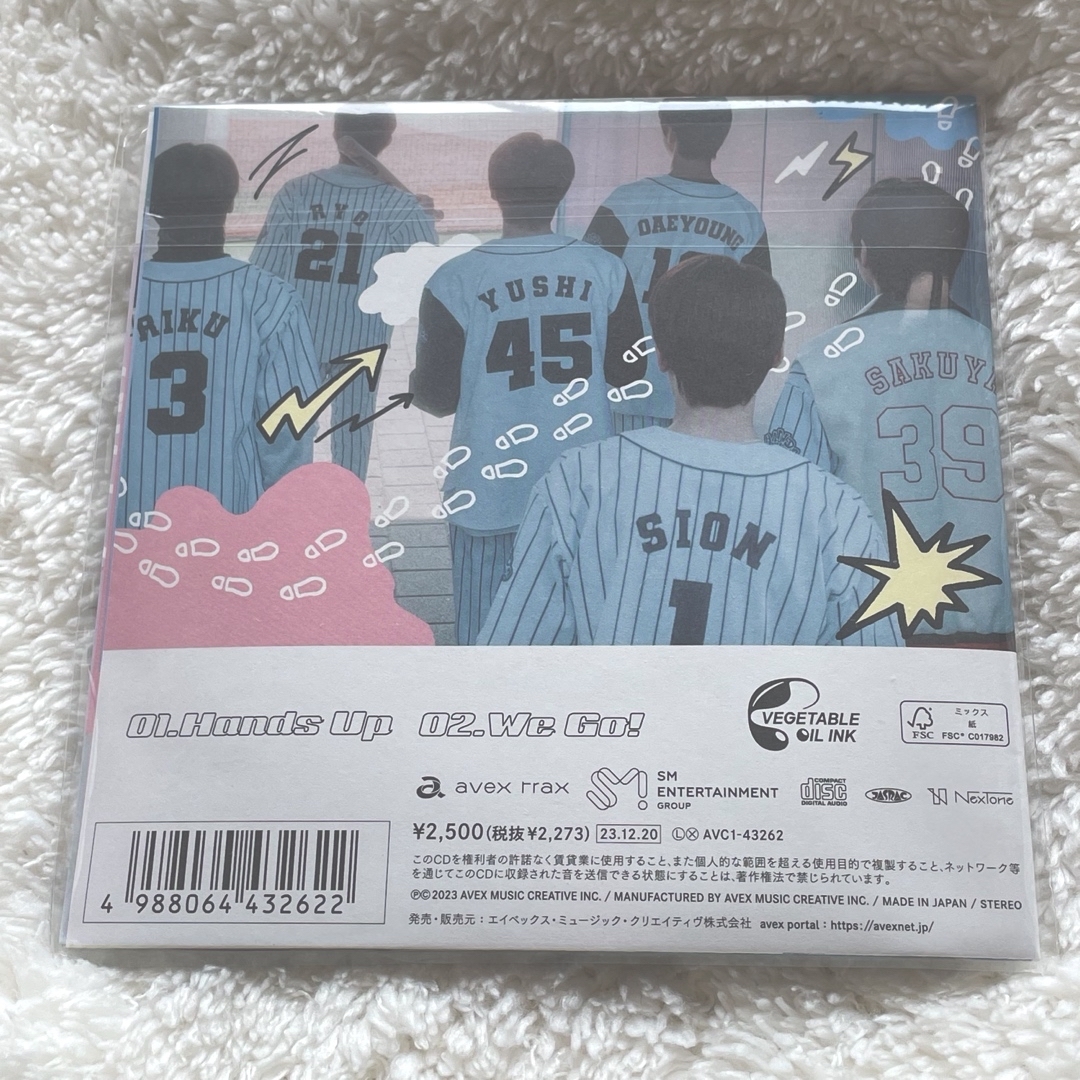 RYO
21
DAEYOUNG
YUSHI
45
RIKU
3
SAKUYA
39
SION
1
01.Hands Up 02.We Go!
VEGETABLE
OIL INK
FSC
ミックス
紙
FSC® C017982
avex trax
SM
ENTERTAINMENT
GROUP
COMPACT
disc
DIGITAL AUDIO
JASRAC
NexTone
¥2,500(税抜¥2,273) 23.12.20 ⓁⓍ AVC1-43262
このCDを権利者の許諾なく賃貸業に使用すること、また個人的な範囲を超える使用目的で複製すること、ネットワーク等
を通じてこのCDに収録された音を送信できる状態にすることは、著作権法で禁じられています。
℗© 2023 AVEX MUSIC CREATIVE INC. / MANUFACTURED BY AVEX MUSIC CREATIVE INC. / MADE IN JAPAN / STEREO
発売・販売元：エイベックス・ミュージック・クリエイティヴ株式会社 avex portal : https://avexnet.jp/
4 988064 432622